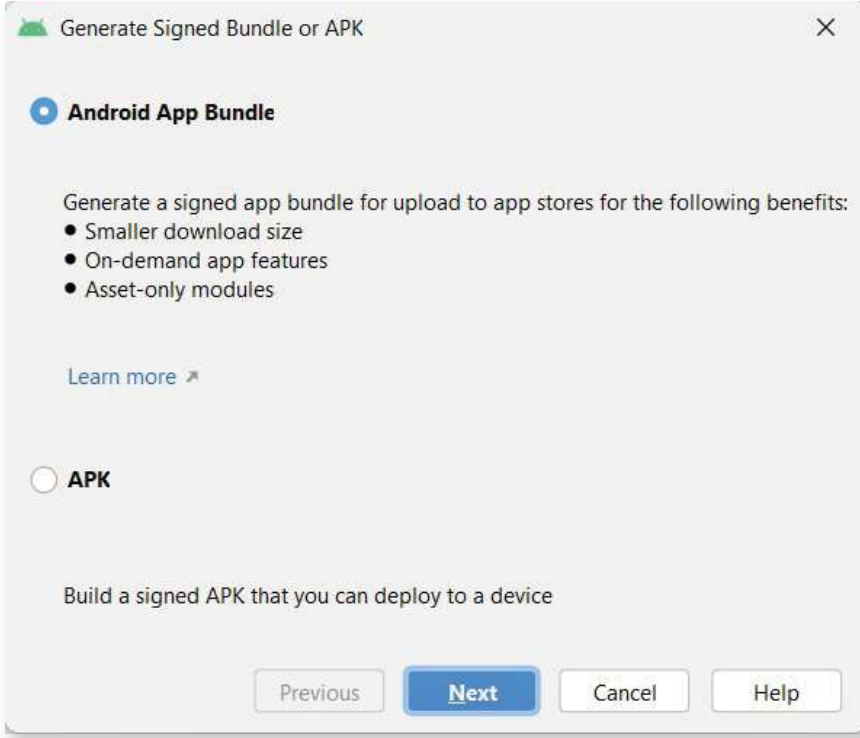 Generate Signed Bundle or APK
Android App Bundle
Generate a signed app bundle for upload to app stores for the following benefits:
● Smaller download size
● On-demand app features
● Asset-only modules
Learn more
APK
Build a signed APK that you can deploy to a device
Previous Next Cancel Help